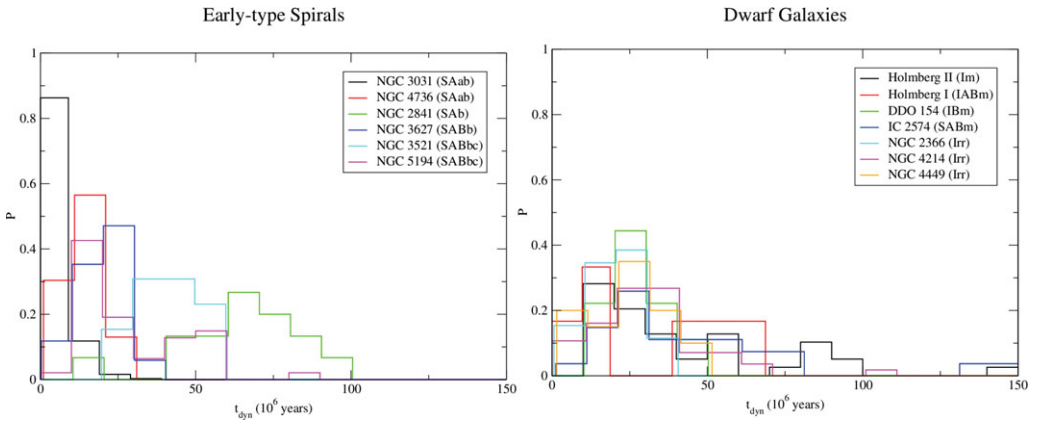 Early-type Spirals
1
0.8
0.6
0.4
0.2
0
P
0
50
100
150
t_dyn (10^6 years)
NGC 3031 (SAab)
NGC 4736 (SAab)
NGC 2841 (SAb)
NGC 3627 (SABb)
NGC 3521 (SABbc)
NGC 5194 (SABbc)
Dwarf Galaxies
1
0.8
0.6
0.4
0.2
0
P
0
50
100
150
t_dyn (10^6 years)
Holmberg II (Im)
Holmberg I (IABm)
DDO 154 (IBm)
IC 2574 (SABm)
NGC 2366 (Irr)
NGC 4214 (Irr)
NGC 4449 (Irr)